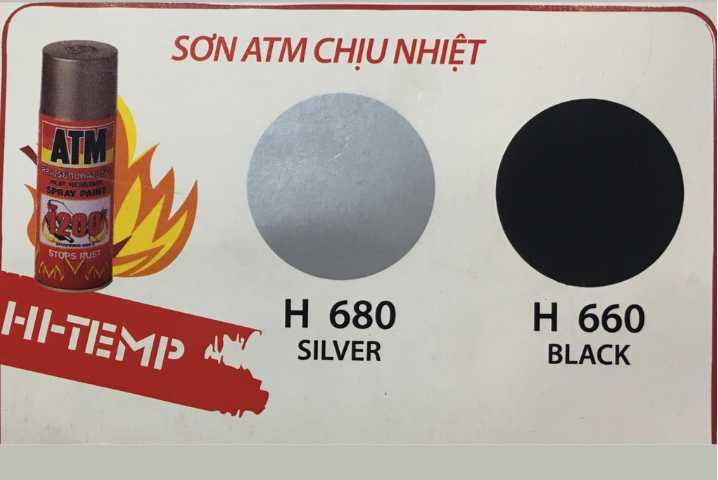 SƠN ATM CHỊU NHIỆT
ATM
HEAT RESISTANT
SPRAY PAINT
1200
STOPS RUST
HI-TEMP
H 680
SILVER
H 660
BLACK